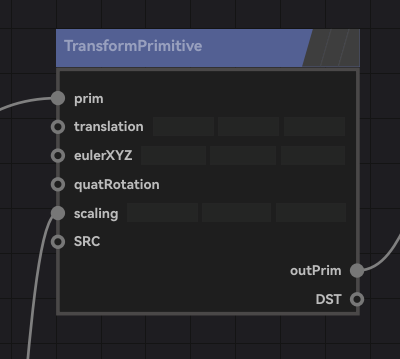 TransformPrimitive
prim
translation
eulerXYZ
quatRotation
scaling
SRC
outPrim
DST